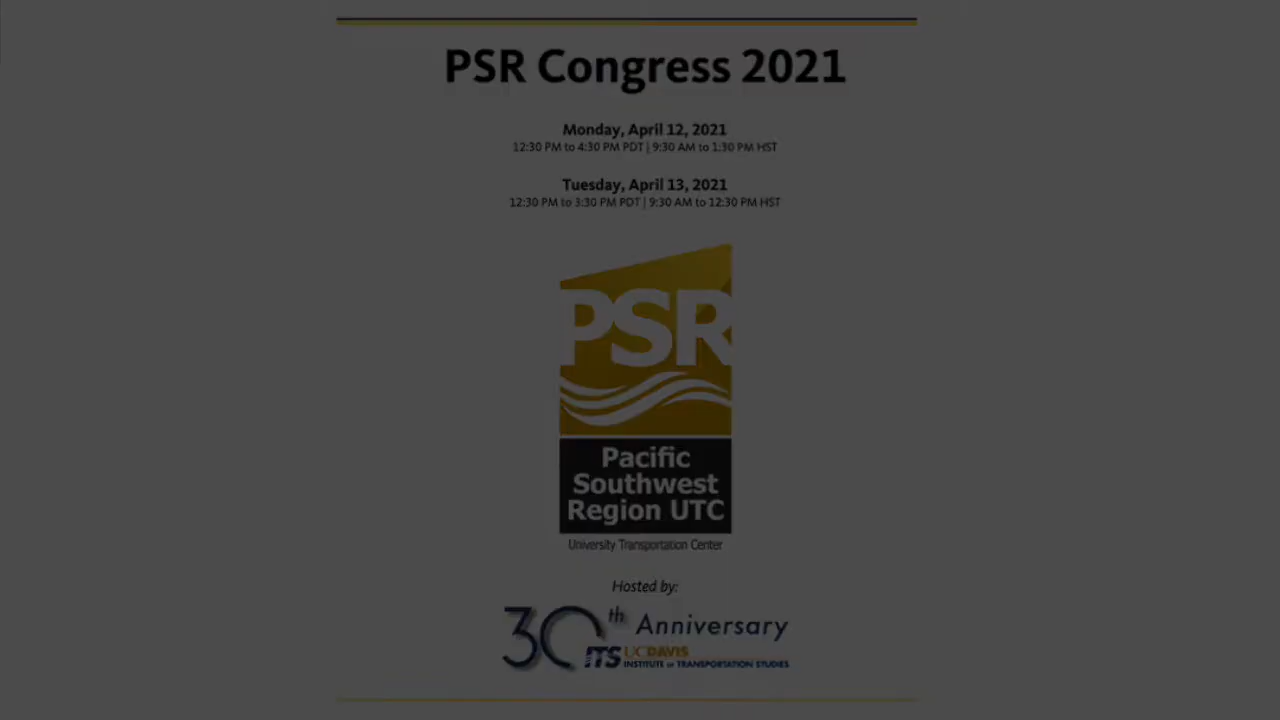 PSR Congress 2021
Monday, April 12, 2021
12:30 PM to 4:30 PM PDT | 9:30 AM to 1:30 PM HST
Tuesday, April 13, 2021
12:30 PM to 3:30 PM PDT | 9:30 AM to 12:30 PM HST
PSR
Pacific
Southwest
Region UTC
University Transportation Center
Hosted by:
30th Anniversary
ITS UCDAVIS
INSTITUTE OF TRANSPORTATION STUDIES